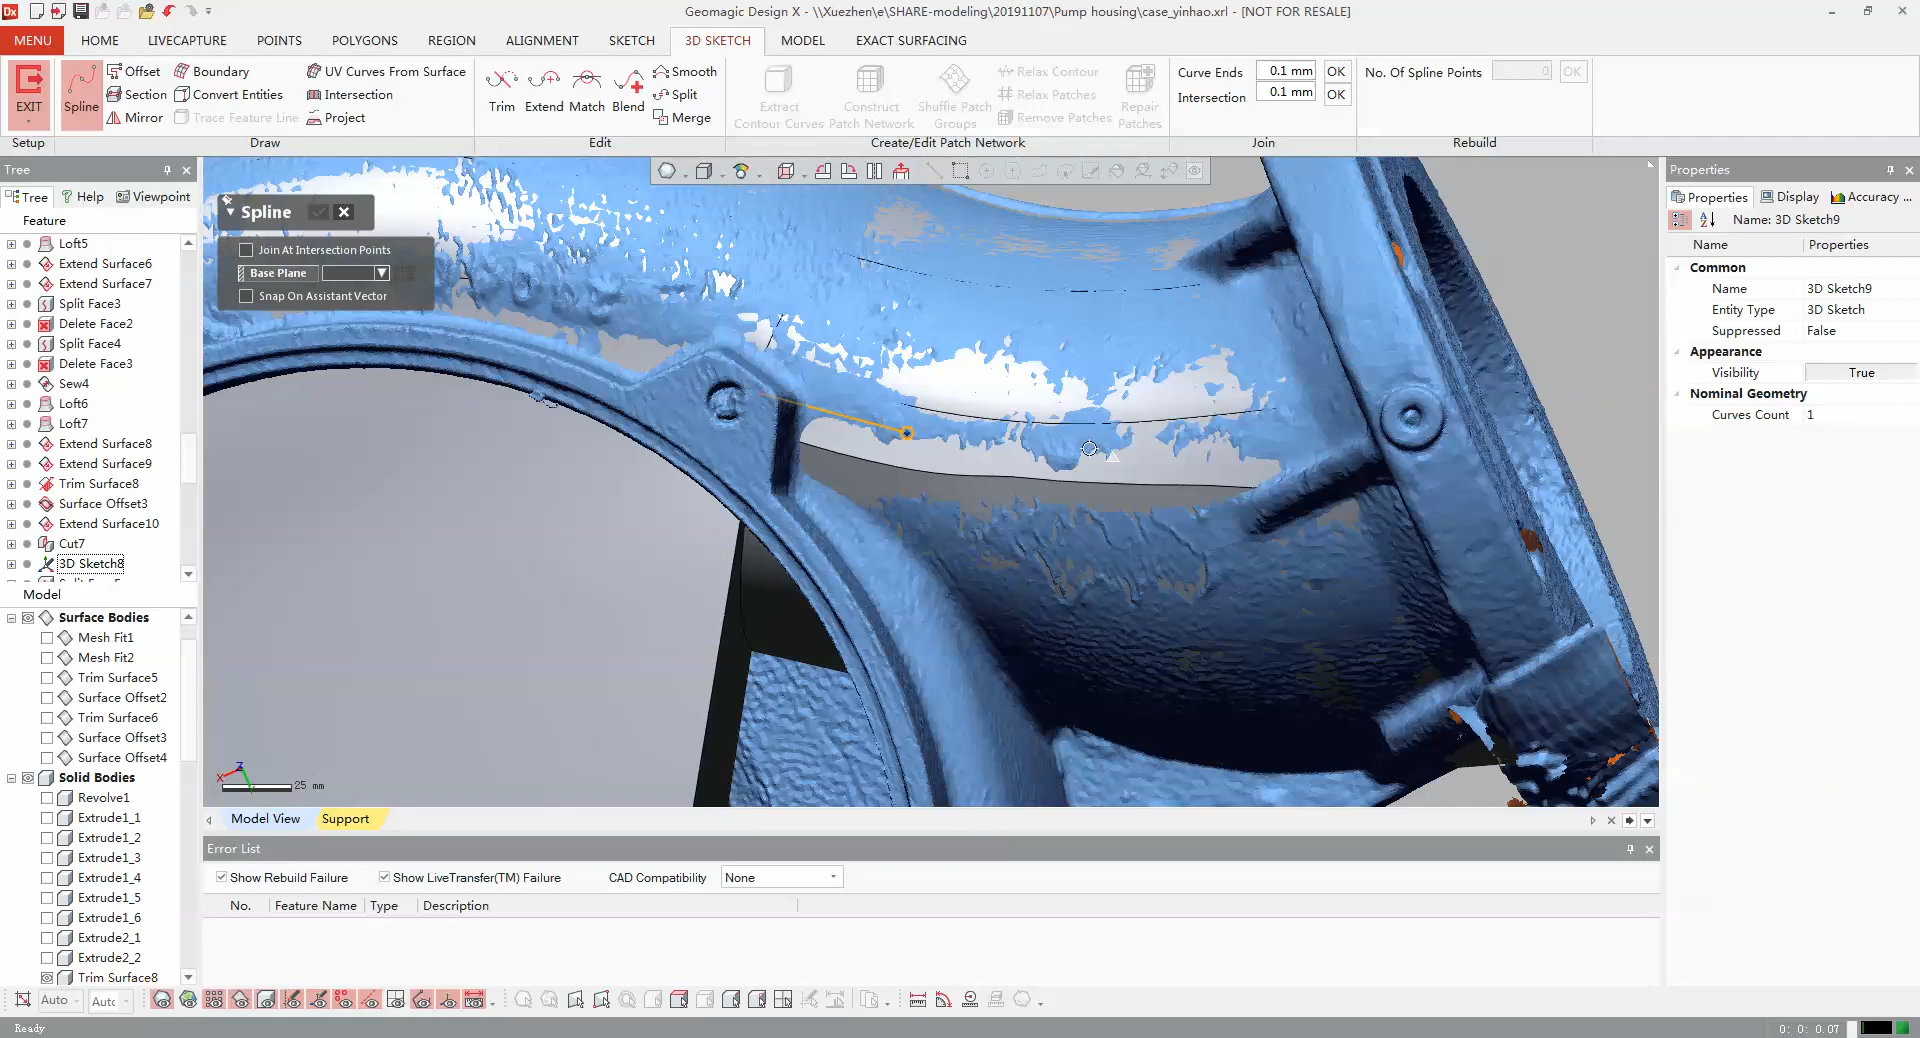 Dx
Geomagic Design X - \\Xuezhen\e\SHARE-modeling\20191107\Pump housing\case_yinhao.xrl - [NOT FOR RESALE]
MENU HOME LIVECAPTURE POINTS POLYGONS REGION ALIGNMENT SKETCH 3D SKETCH MODEL EXACT SURFACING
EXIT
Setup
Spline
Offset Boundary UV Curves From Surface
Section Convert Entities Intersection
Mirror Trace Feature Line Project
Draw
Trim Extend Match Blend
Smooth
Split
Merge
Edit
Extract Contour Curves
Construct Patch Network
Shuffle Patch Groups
Relax Contour
Relax Patches
Remove Patches
Repair Patches
Create/Edit Patch Network
Curve Ends 0.1 mm OK
Intersection 0.1 mm OK
Join
No. Of Spline Points 0 OK
Rebuild
Tree
Tree Help Viewpoint
Feature
Loft5
Extend Surface6
Extend Surface7
Split Face3
Delete Face2
Split Face4
Delete Face3
Sew4
Loft6
Loft7
Extend Surface8
Extend Surface9
Trim Surface8
Surface Offset3
Extend Surface10
Cut7
3D Sketch8
Model
Surface Bodies
Mesh Fit1
Mesh Fit2
Trim Surface5
Surface Offset2
Trim Surface6
Surface Offset3
Surface Offset4
Solid Bodies
Revolve1
Extrude1_1
Extrude1_2
Extrude1_3
Extrude1_4
Extrude1_5
Extrude1_6
Extrude2_1
Extrude2_2
Trim Surface8
Spline
Join At Intersection Points
Base Plane
Snap On Assistant Vector
X Z
25 mm
Model View Support
Error List
Show Rebuild Failure Show LiveTransfer(TM) Failure CAD Compatibility None
No. Feature Name Type Description
Properties
Properties Display Accuracy ...
Name: 3D Sketch9
Name Properties
Common
Name 3D Sketch9
Entity Type 3D Sketch
Suppressed False
Appearance
Visibility True
Nominal Geometry
Curves Count 1
Auto Auto
Ready
0: 0: 0.07